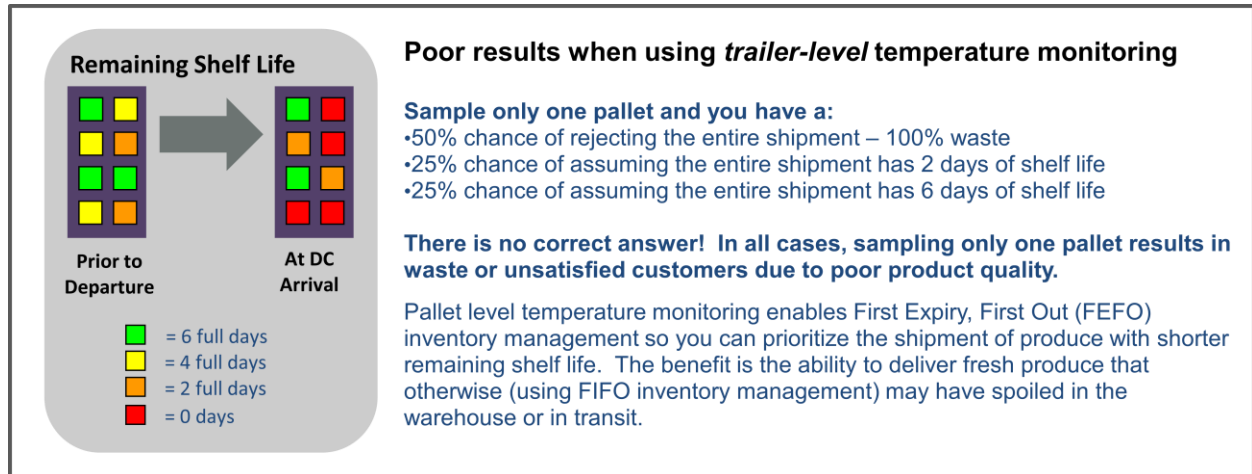 Remaining Shelf Life
Prior to
Departure
At DC
Arrival
= 6 full days
= 4 full days
= 2 full days
= 0 days
Poor results when using trailer-level temperature monitoring
Sample only one pallet and you have a:
•50% chance of rejecting the entire shipment – 100% waste
•25% chance of assuming the entire shipment has 2 days of shelf life
•25% chance of assuming the entire shipment has 6 days of shelf life
There is no correct answer!  In all cases, sampling only one pallet results in
waste or unsatisfied customers due to poor product quality.
Pallet level temperature monitoring enables First Expiry, First Out (FEFO)
inventory management so you can prioritize the shipment of produce with shorter
remaining shelf life.  The benefit is the ability to deliver fresh produce that
otherwise (using FIFO inventory management) may have spoiled in the
warehouse or in transit.